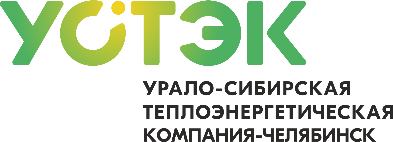 УСТЭК
УРАЛО-СИБИРСКАЯ
ТЕПЛОЭНЕРГЕТИЧЕСКАЯ
КОМПАНИЯ-ЧЕЛЯБИНСК